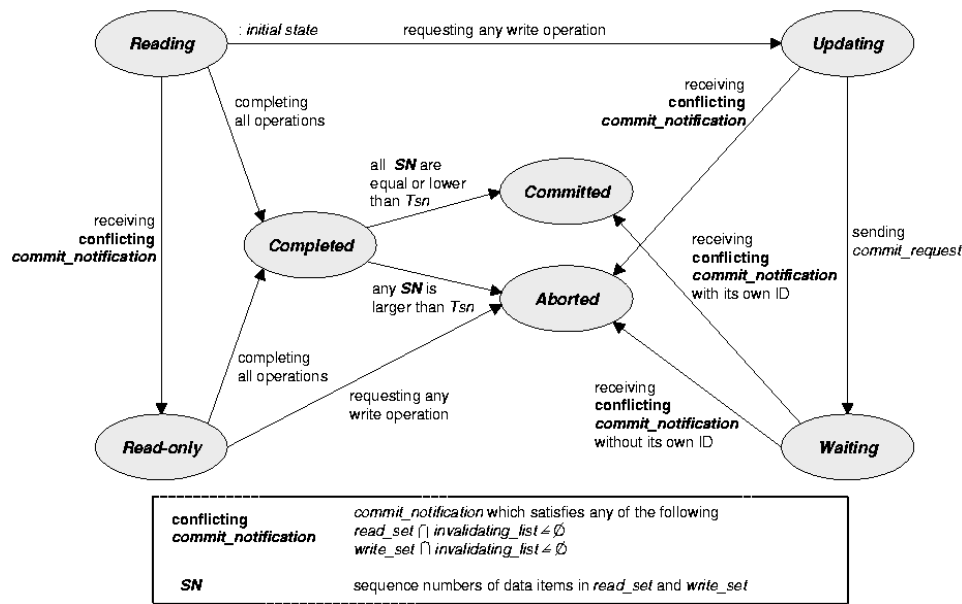 Reading
: initial state
requesting any write operation
Updating
completing
all operations
receiving
conflicting
commit_notification
all SN are
equal or lower
than Tsn
Committed
receiving
conflicting
commit_notification
Completed
receiving
conflicting
commit_notification
with its own ID
sending
commit_request
any SN is
larger than Tsn
Aborted
completing
all operations
requesting any
write operation
receiving
conflicting
commit_notification
without its own ID
Read-only
Waiting
conflicting
commit_notification
commit_notification which satisfies any of the following
read_set ∩ invalidating_list ≠ ∅
write_set ∩ invalidating_list ≠ ∅
SN
sequence numbers of data items in read_set and write_set